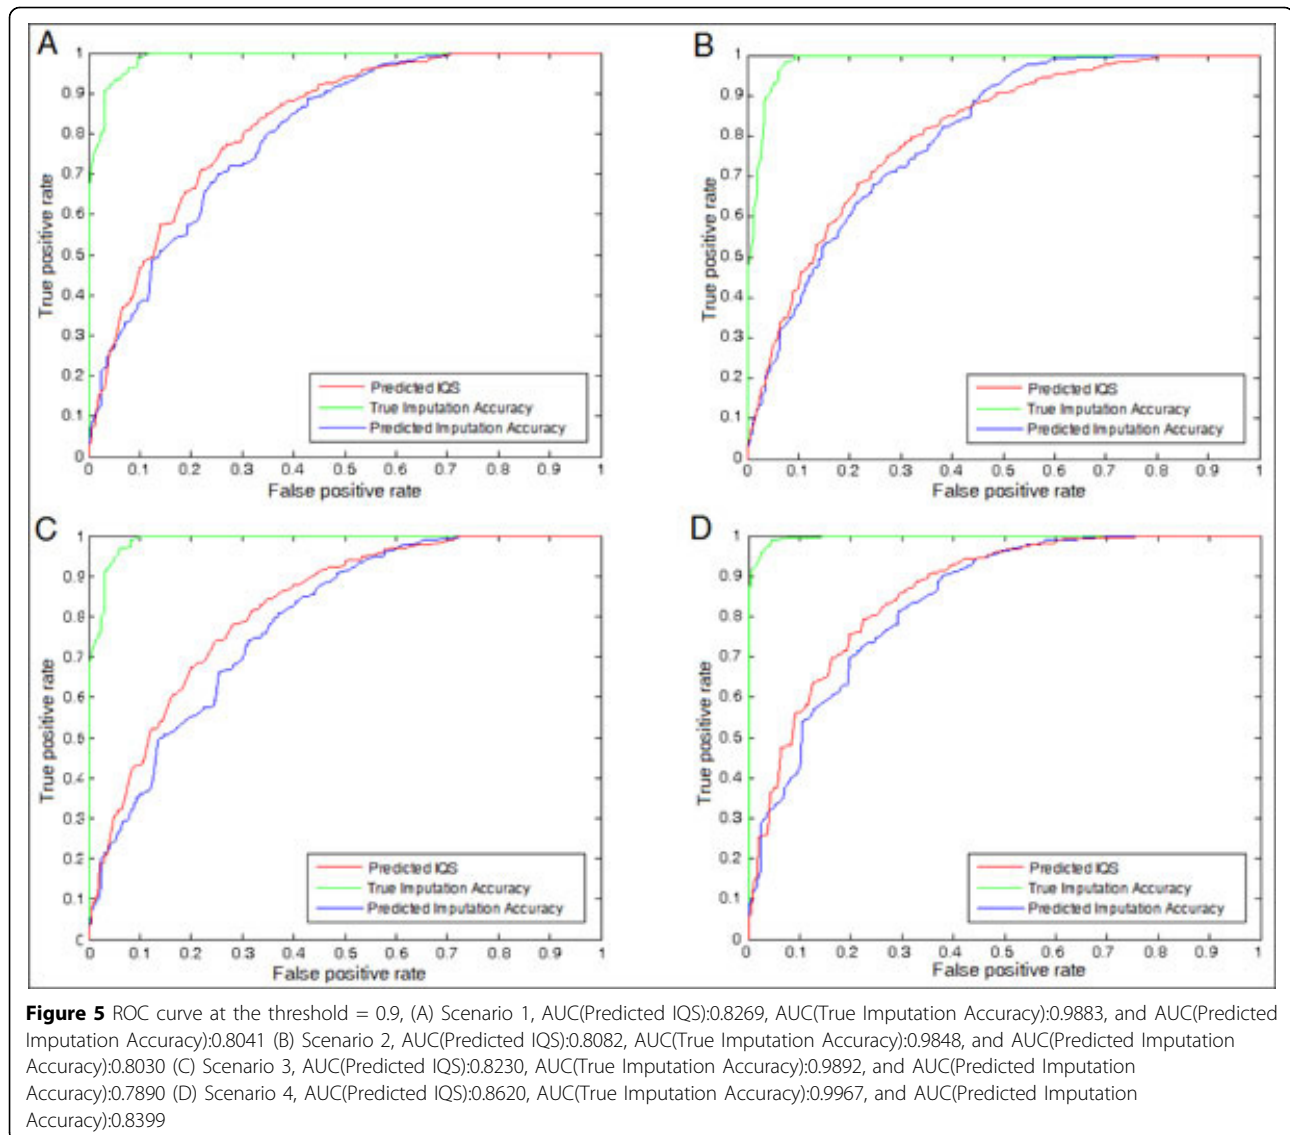 A
1
0.9
0.8
0.7
0.6
0.5
0.4
0.3
0.2
0.1
0
True positive rate
Predicted IQS
True Imputation Accuracy
Predicted Imputation Accuracy
0 0.1 0.2 0.3 0.4 0.5 0.6 0.7 0.8 0.9 1
False positive rate
B
1
0.9
0.8
0.7
0.6
0.5
0.4
0.3
0.2
0.1
0
True positive rate
Predicted IQS
True Imputation Accuracy
Predicted Imputation Accuracy
0 0.1 0.2 0.3 0.4 0.5 0.6 0.7 0.8 0.9 1
False positive rate
C
1
0.9
0.8
0.7
0.6
0.5
0.4
0.3
0.2
0.1
0
True positive rate
Predicted IQS
True Imputation Accuracy
Predicted Imputation Accuracy
0 0.1 0.2 0.3 0.4 0.5 0.6 0.7 0.8 0.9 1
False positive rate
D
1
0.9
0.8
0.7
0.6
0.5
0.4
0.3
0.2
0.1
0
True positive rate
Predicted IQS
True Imputation Accuracy
Predicted Imputation Accuracy
0 0.1 0.2 0.3 0.4 0.5 0.6 0.7 0.8 0.9 1
False positive rate
Figure 5 ROC curve at the threshold = 0.9, (A) Scenario 1, AUC(Predicted IQS):0.8269, AUC(True Imputation Accuracy):0.9883, and AUC(Predicted
Imputation Accuracy):0.8041 (B) Scenario 2, AUC(Predicted IQS):0.8082, AUC(True Imputation Accuracy):0.9848, and AUC(Predicted Imputation
Accuracy):0.8030 (C) Scenario 3, AUC(Predicted IQS):0.8230, AUC(True Imputation Accuracy):0.9892, and AUC(Predicted Imputation
Accuracy):0.7890 (D) Scenario 4, AUC(Predicted IQS):0.8620, AUC(True Imputation Accuracy):0.9967, and AUC(Predicted Imputation
Accuracy):0.8399